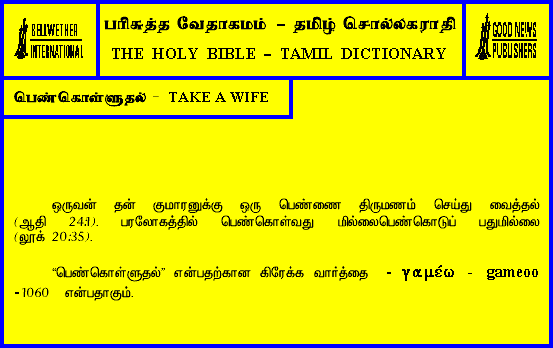 BELLWETHER
INTERNATIONAL
பரிசுத்த வேதாகமம் - தமிழ் சொல்லகராதி
THE HOLY BIBLE - TAMIL DICTIONARY
GOOD NEWS
PUBLISHERS
பெண்கொள்ளுதல் - TAKE A WIFE
ஒருவன் தன் குமாரனுக்கு ஒரு பெண்ணை திருமணம் செய்து வைத்தல்
(ஆதி 24:1). பரலோகத்தில் பெண்கொள்வது மில்லைபெண்கொடுப் பதுமில்லை
(லூக் 20:35).
“பெண்கொள்ளுதல்” என்பதற்கான கிரேக்க வார்த்தை - γαμέω - gameoo
-1060 என்பதாகும்.